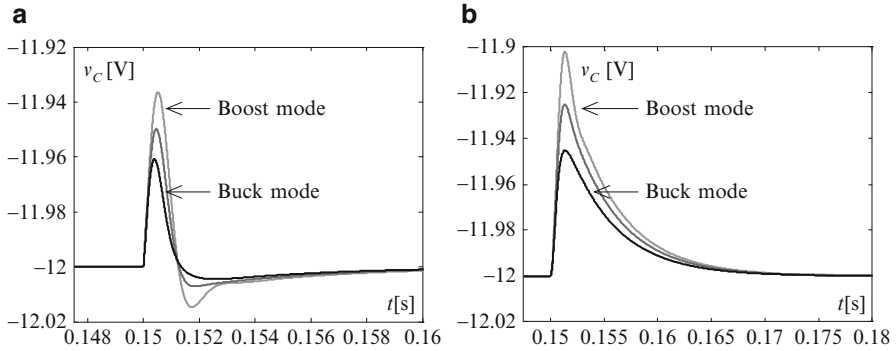 a
−11.92
v_C [V]
−11.94
Boost mode
−11.96
Buck mode
−11.98
−12
t[s]
−12.02
0.148 0.15 0.152 0.154 0.156 0.158 0.16
b
−11.9
v_C [V]
−11.92
Boost mode
−11.94
−11.96
Buck mode
−11.98
−12
t[s]
−12.02
0.15 0.155 0.16 0.165 0.17 0.175 0.18